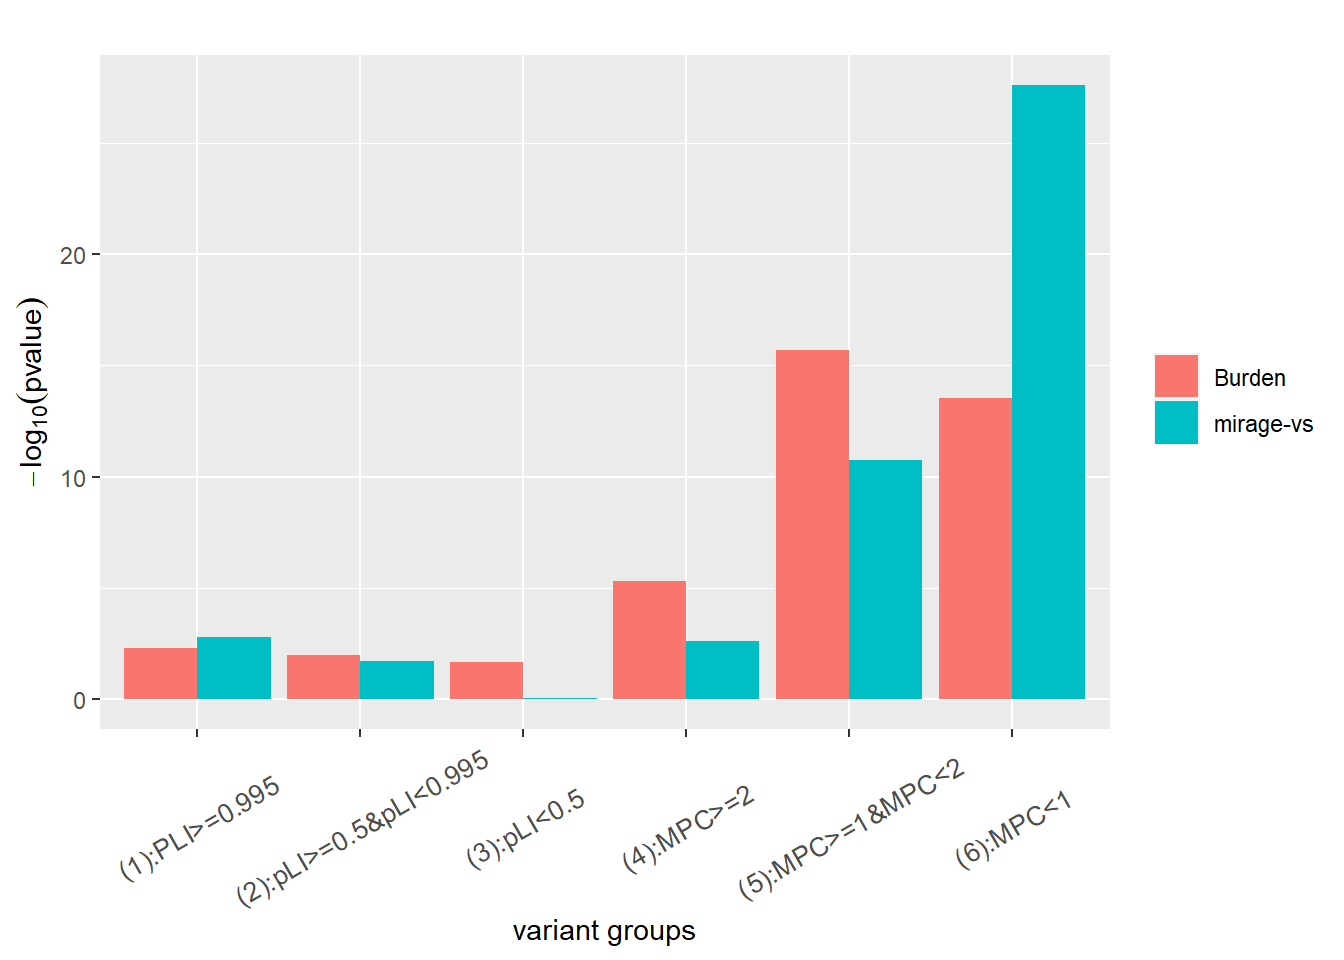 20
10
0
−log10(pvalue)
(1):PLI>=0.995
(2):pLI>=0.5&pLI<0.995
(3):pLI<0.5
(4):MPC>=2
(5):MPC>=1&MPC<2
(6):MPC<1
variant groups
Burden
mirage-vs